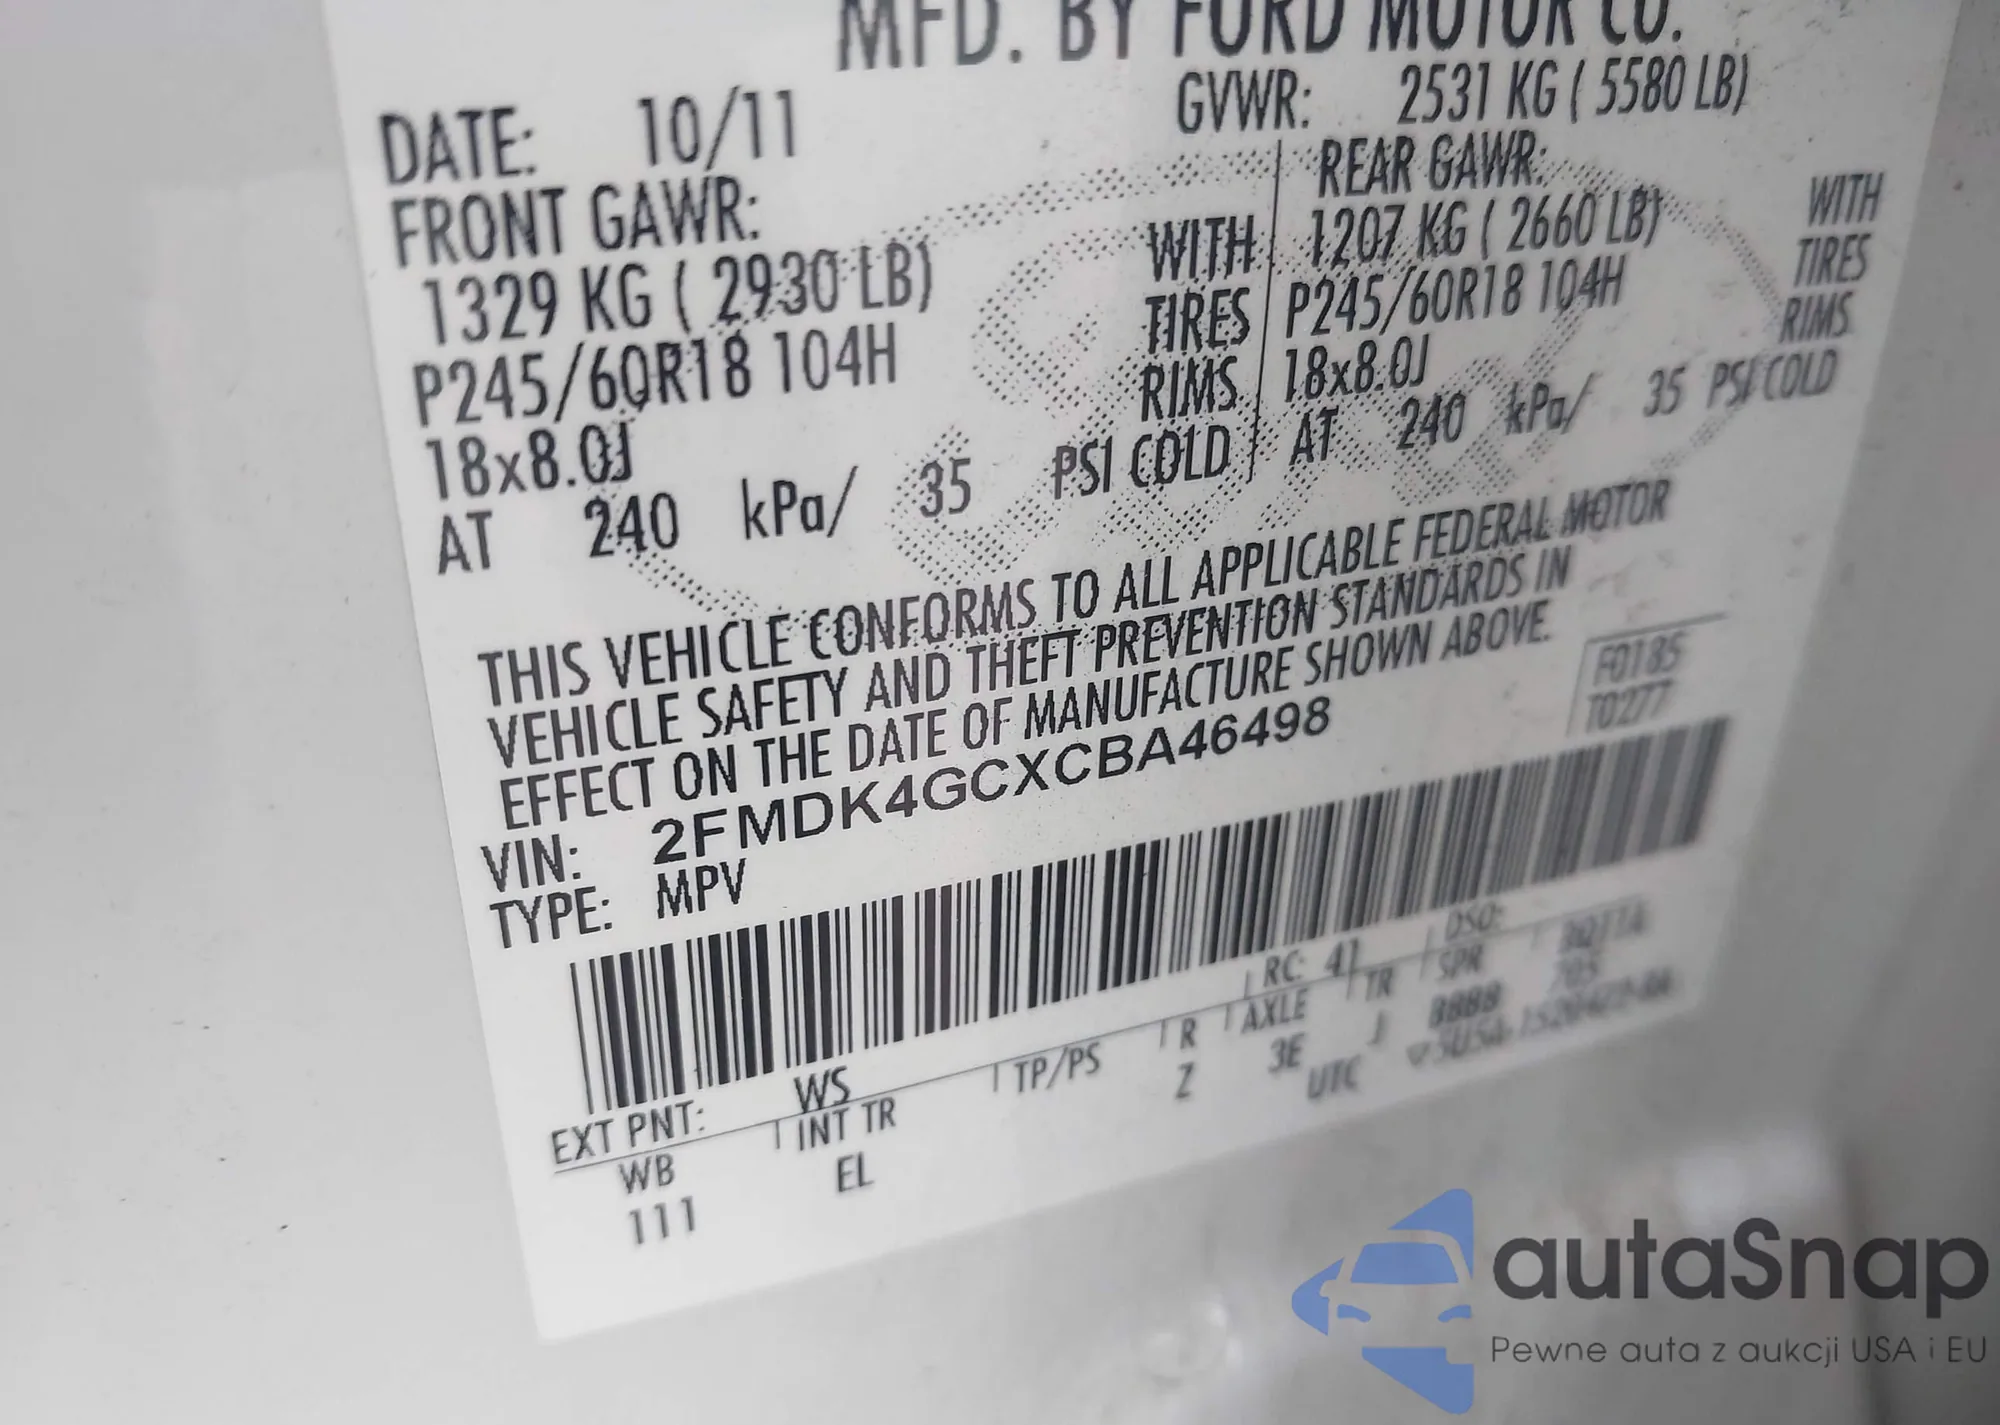 MFD. BY FORD MOTOR CO.
DATE: 10/11 GVWR: 2531 KG ( 5580 LB)
FRONT GAWR: REAR GAWR:
1329 KG ( 2930 LB) WITH 1207 KG ( 2660 LB) WITH
P245/60R18 104H TIRES P245/60R18 104H TIRES
18x8.0J RIMS 18x8.0J RIMS
AT 240 kPa/ 35 PSI COLD AT 240 kPa/ 35 PSI COLD
THIS VEHICLE CONFORMS TO ALL APPLICABLE FEDERAL MOTOR
VEHICLE SAFETY AND THEFT PREVENTION STANDARDS IN
EFFECT ON THE DATE OF MANUFACTURE SHOWN ABOVE.
VIN: 2FMDK4GCXCBA46498
TYPE: MPV
F0185
T0277
EXT PNT: WS RC: 41 DSO:
WB INT TR TP/PS R AXLE TR SPR
111 EL Z 3E J 8888
UTC
autaSnap
Pewne auta z aukcji USA i EU